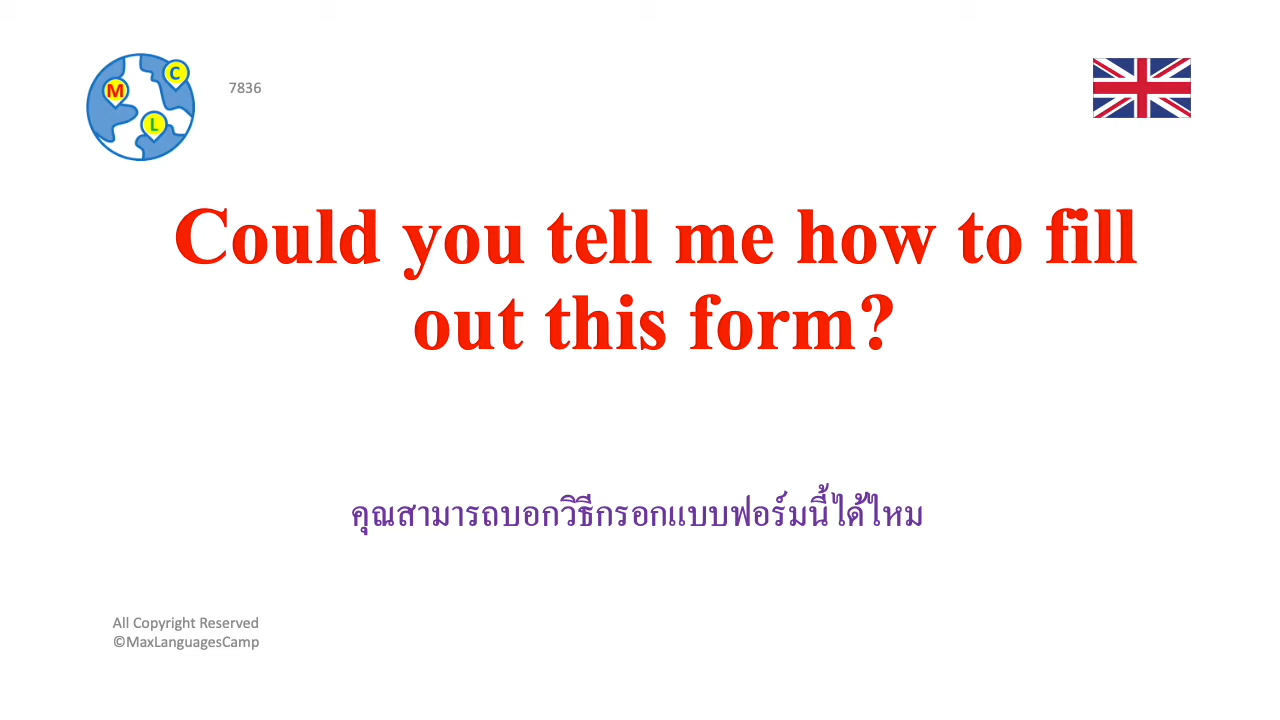 M
C
L
7836
Could you tell me how to fill
out this form?
คุณสามารถบอกวิธีกรอกแบบฟอร์มนี้ได้ไหม
All Copyright Reserved
©MaxLanguagesCamp